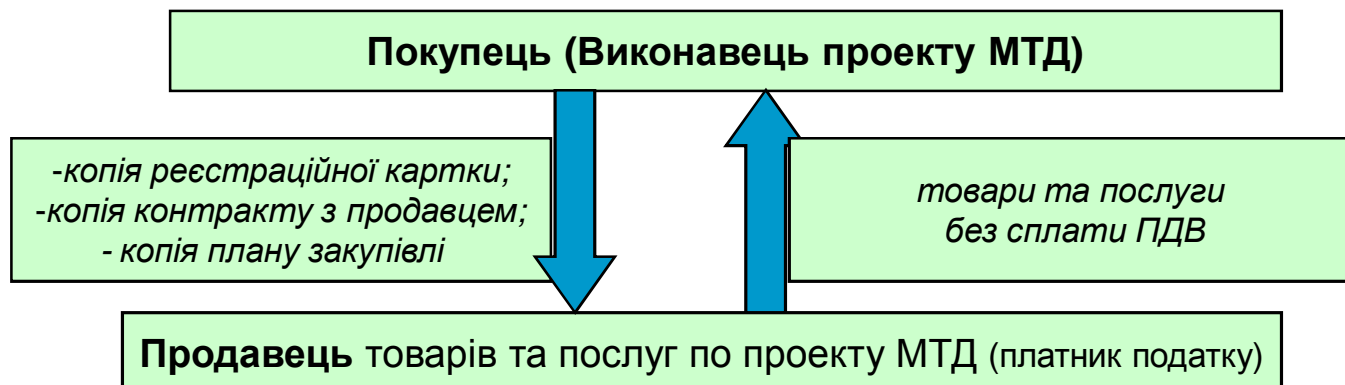 Покупець (Виконавець проекту МТД)
-копія реєстраційної картки;
-копія контракту з продавцем;
- копія плану закупівлі
товари та послуги
без сплати ПДВ
Продавець товарів та послуг по проекту МТД (платник податку)